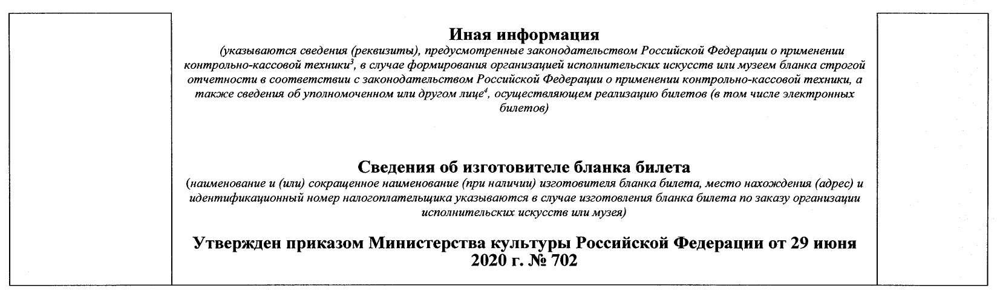 Иная информация
(указываются сведения (реквизиты), предусмотренные законодательством Российской Федерации о применении
контрольно-кассовой техники³, в случае формирования организацией исполнительских искусств или музеем бланка строгой
отчетности в соответствии с законодательством Российской Федерации о применении контрольно-кассовой техники, а
также сведения об уполномоченном или другом лице⁴, осуществляющем реализацию билетов (в том числе электронных
билетов)
Сведения об изготовителе бланка билета
(наименование и (или) сокращенное наименование (при наличии) изготовителя бланка билета, место нахождения (адрес) и
идентификационный номер налогоплательщика указываются в случае изготовления бланка билета по заказу организации
исполнительских искусств или музея)
Утвержден приказом Министерства культуры Российской Федерации от 29 июня
2020 г. № 702